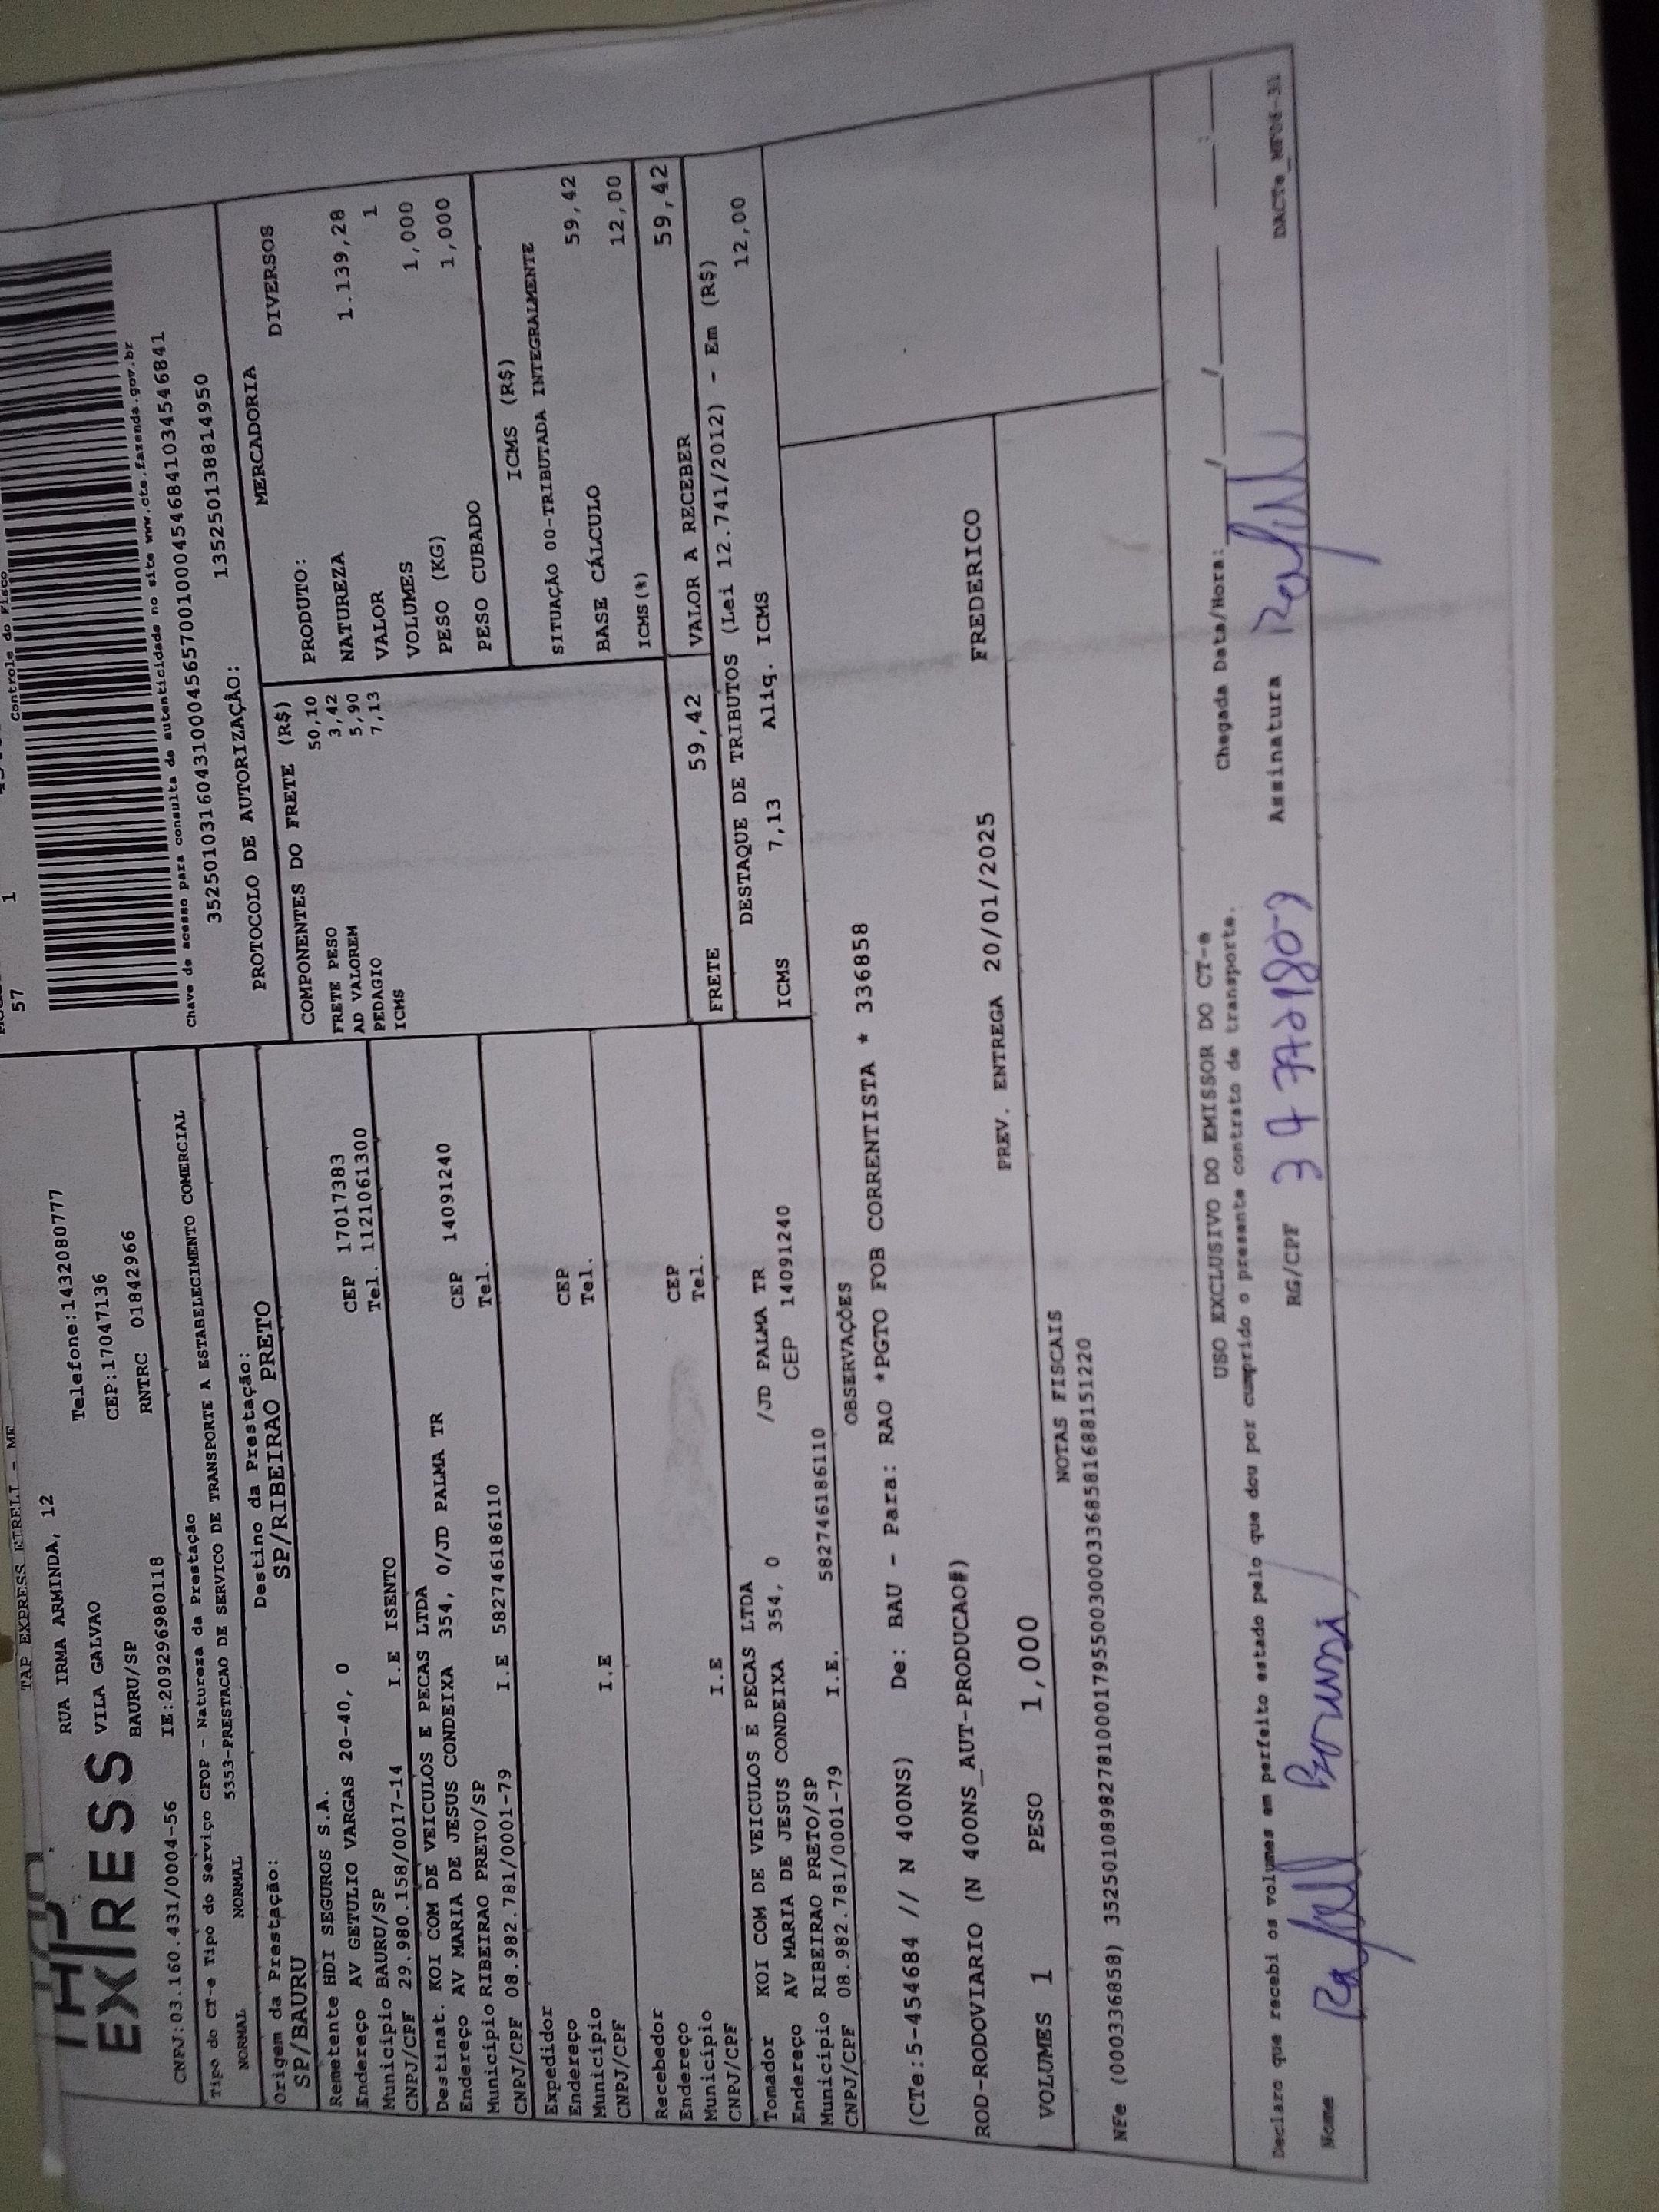 TAP EXPRESS EIRELI - ME
EXPRESS
RUA IRMA ARMINDA, 12
VILA GALVAO
BAURU/SP
Telefone:1432080777
CEP:17047136
RNTRC 01842966
CNPJ:03.160.431/0004-56 IE:209296980118
57 1
Controle do Fisco
Chave de acesso para consulta de autenticidade no site www.cte.fazenda.gov.br
35250103160431000456570010004546841034546841
PROTOCOLO DE AUTORIZAÇÃO: 135250138814950
Tipo do CT-e Tipo do Serviço CFOP - Natureza da Prestação
NORMAL NORMAL 5353-PRESTACAO DE SERVICO DE TRANSPORTE A ESTABELECIMENTO COMERCIAL
Origem da Prestação: Destino da Prestação:
SP/BAURU SP/RIBEIRAO PRETO
Remetente HDI SEGUROS S.A.
Endereço AV GETULIO VARGAS 20-40, 0 CEP 17017383
Município BAURU/SP Tel. 1121061300
CNPJ/CPF 29.980.158/0017-14 I.E ISENTO
Destinat. KOI COM DE VEICULOS E PECAS LTDA
Endereço AV MARIA DE JESUS CONDEIXA 354, 0/JD PALMA TR CEP 14091240
Município RIBEIRAO PRETO/SP Tel.
CNPJ/CPF 08.982.781/0001-79 I.E 582746186110
Expedidor
Endereço CEP
Município Tel.
CNPJ/CPF I.E
Recebedor
Endereço CEP
Município Tel.
CNPJ/CPF I.E
Tomador KOI COM DE VEICULOS E PECAS LTDA
Endereço AV MARIA DE JESUS CONDEIXA 354, 0 /JD PALMA TR
Município RIBEIRAO PRETO/SP CEP 14091240
CNPJ/CPF 08.982.781/0001-79 I.E. 582746186110
COMPONENTES DO FRETE (R$)
FRETE PESO 50,10
AD VALOREM 3,42
PEDAGIO 5,90
ICMS 7,13
MERCADORIA
PRODUTO: DIVERSOS
NATUREZA
VALOR 1.139,28
VOLUMES 1
PESO (KG) 1,000
PESO CUBADO 1,000
ICMS (R$)
SITUAÇÃO 00-TRIBUTADA INTEGRALMENTE
BASE CÁLCULO 59,42
ICMS(%) 12,00
FRETE 59,42 VALOR A RECEBER 59,42
DESTAQUE DE TRIBUTOS (Lei 12.741/2012) - Em (R$)
ICMS 7,13 Aliq. ICMS 12,00
OBSERVAÇÕES
(CTe:5-454684 // N 400NS) De: BAU - Para: RAO *PGTO FOB CORRENTISTA * 336858
ROD-RODOVIARIO (N 400NS_AUT-PRODUCAO#)
PREV. ENTREGA 20/01/2025 FREDERICO
VOLUMES 1 PESO 1,000
NOTAS FISCAIS
NFe (000336858) 35250108982781000179550030003368581688151220
USO EXCLUSIVO DO EMISSOR DO CT-e
Declaro que recebi os volumes em perfeito estado pelo que dou por cumprido o presente contrato de transporte.
Chegada Data/Hora: __/__/__ __:__
Nome RG/CPF Assinatura
DACTe_MF06-31